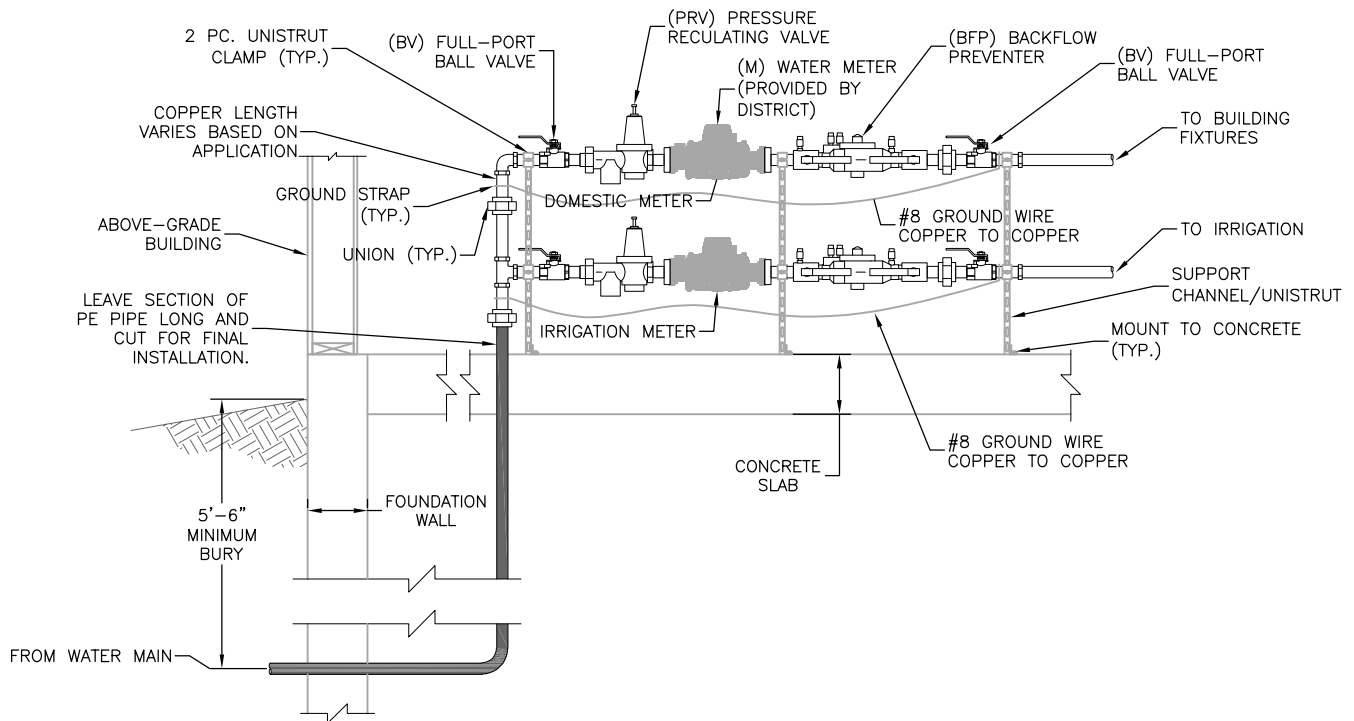 2 PC. UNISTRUT
CLAMP (TYP.)
(BV) FULL-PORT
BALL VALVE
(PRV) PRESSURE
RECULATING VALVE
(M) WATER METER
(PROVIDED BY
DISTRICT)
(BFP) BACKFLOW
PREVENTER
(BV) FULL-PORT
BALL VALVE
COPPER LENGTH
VARIES BASED ON
APPLICATION
TO BUILDING
FIXTURES
GROUND STRAP
(TYP.)
DOMESTIC METER
#8 GROUND WIRE
COPPER TO COPPER
ABOVE-GRADE
BUILDING
UNION (TYP.)
TO IRRIGATION
LEAVE SECTION OF
PE PIPE LONG AND
CUT FOR FINAL
INSTALLATION.
IRRIGATION METER
SUPPORT
CHANNEL/UNISTRUT
MOUNT TO CONCRETE
(TYP.)
#8 GROUND WIRE
COPPER TO COPPER
CONCRETE
SLAB
FOUNDATION
WALL
5'-6"
MINIMUM
BURY
FROM WATER MAIN